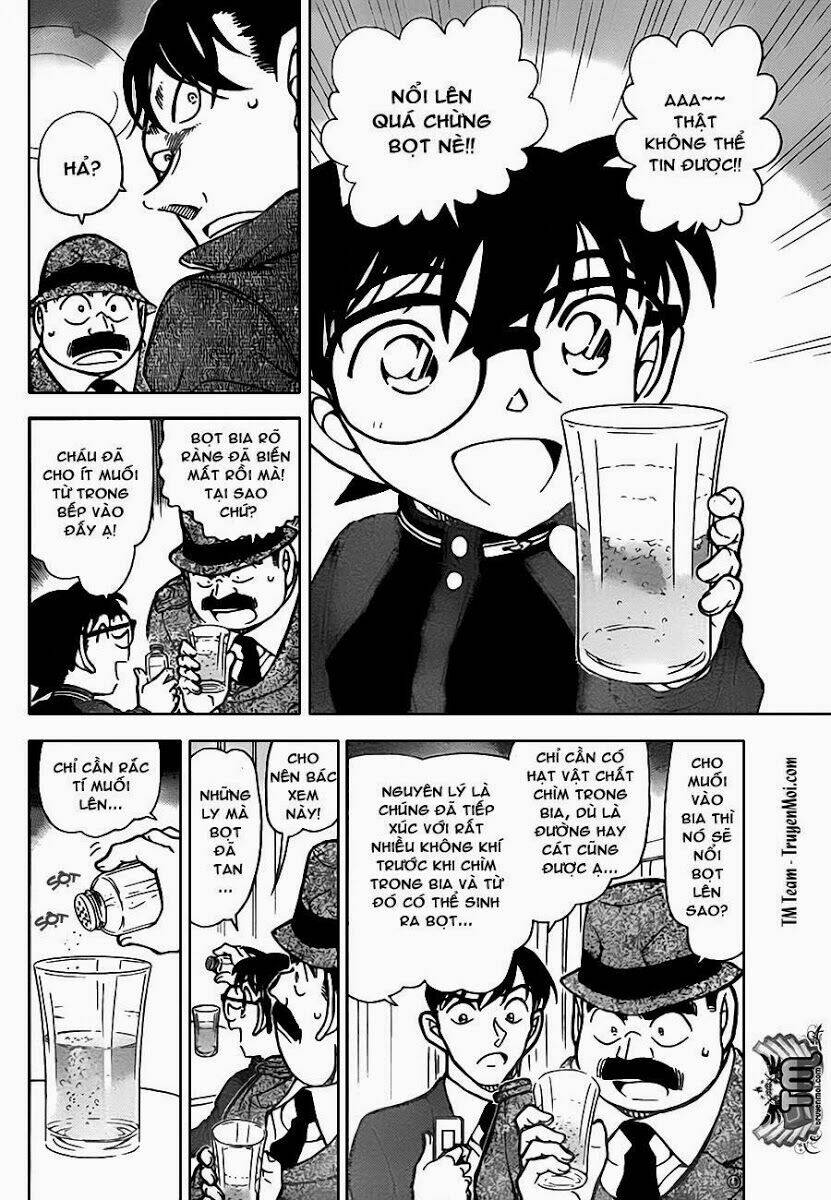 AAA~~
THẬT
KHÔNG THỂ
TIN ĐƯỢC!!
NỔI LÊN
QUÁ CHỪNG
BỌT NÈ!!
HẢ?
BỌT BIA RÕ
RÀNG ĐÃ BIẾN
MẤT RỒI MÀ!
TẠI SAO
CHỨ?
CHÁU ĐÃ
CHO ÍT MUỐI
TỪ TRONG
BẾP VÀO
ĐẤY Ạ!
CHO
MUỐI
VÀO
BIA THÌ
NÓ SẼ
NỔI
BỌT
LÊN
SAO?
CHỈ CẦN CÓ
HẠT VẬT CHẤT
CHÌM TRONG
BIA, DÙ LÀ
ĐƯỜNG HAY
CÁT CŨNG
ĐƯỢC Ạ...
NGUYÊN LÝ LÀ
CHÚNG ĐÃ TIẾP
XÚC VỚI RẤT
NHIỀU KHÔNG KHÍ
TRƯỚC KHI CHÌM
TRONG BIA VÀ TỪ
ĐÓ CÓ THỂ SINH
RA BỌT...
CHO
NÊN BÁC
XEM
NÀY!
NHỮNG
LY MÀ
BỌT
ĐÃ
TAN
...
CHỈ CẦN RẮC
TÍ MUỐI
LÊN...
SỘT
SỘT
TM Team - TruyenMoi.com
TM
truyenmoi.com